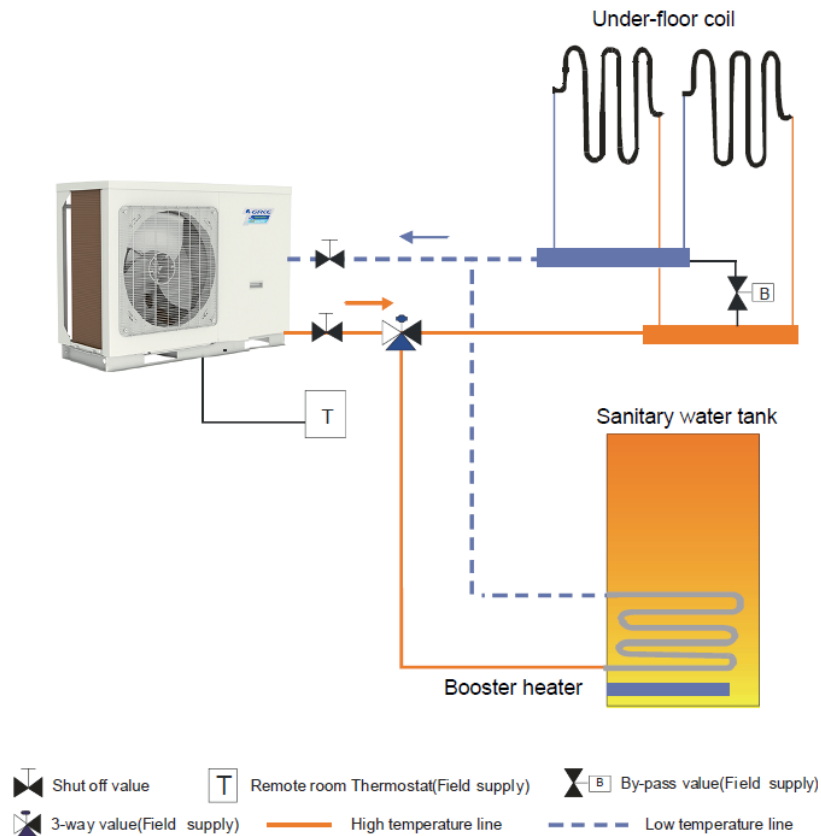 Under-floor coil
GREE
B
T
Sanitary water tank
Booster heater
Shut off value
T
Remote room Thermostat(Field supply)
B
By-pass value(Field supply)
3-way value(Field supply)
High temperature line
Low temperature line